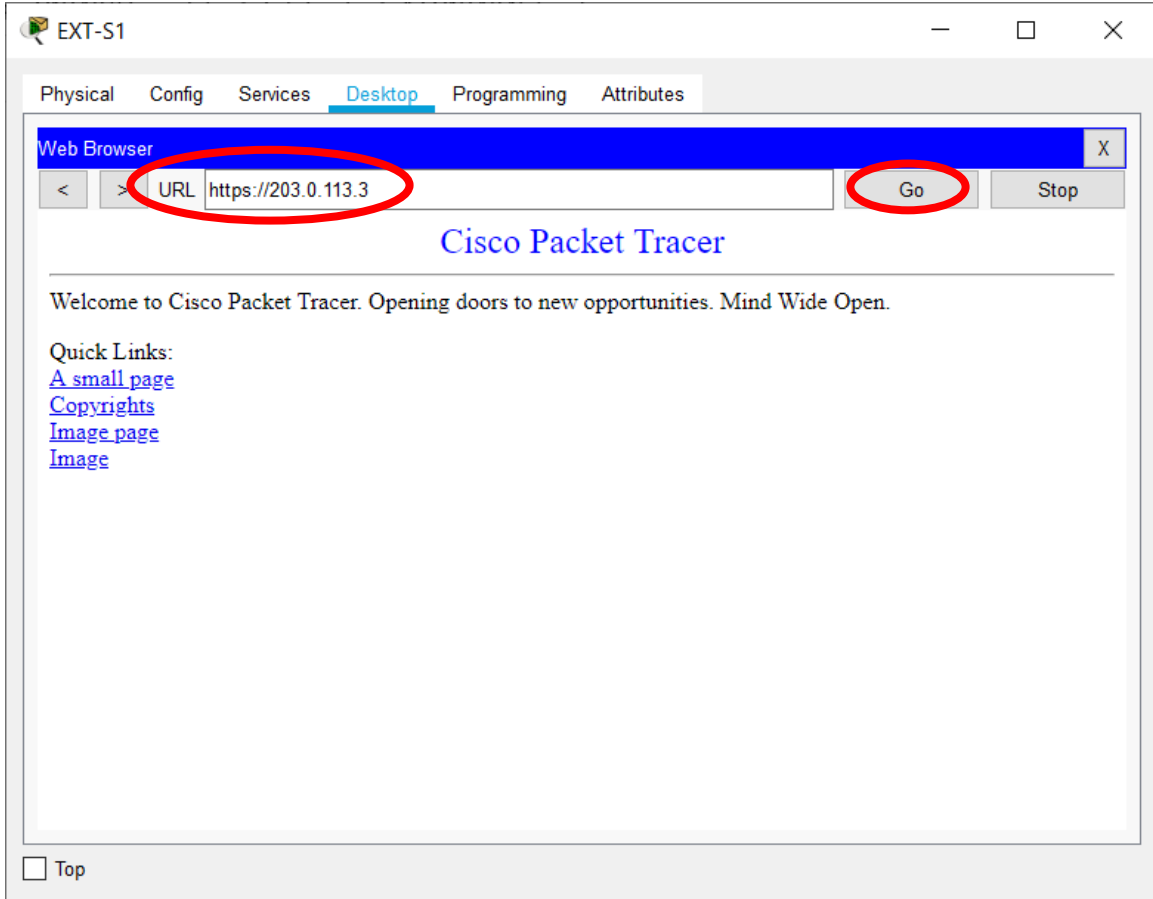 EXT-S1
Physical Config Services Desktop Programming Attributes
Web Browser X
< > URL https://203.0.113.3 Go Stop
Cisco Packet Tracer
Welcome to Cisco Packet Tracer. Opening doors to new opportunities. Mind Wide Open.
Quick Links:
A small page
Copyrights
Image page
Image
Top